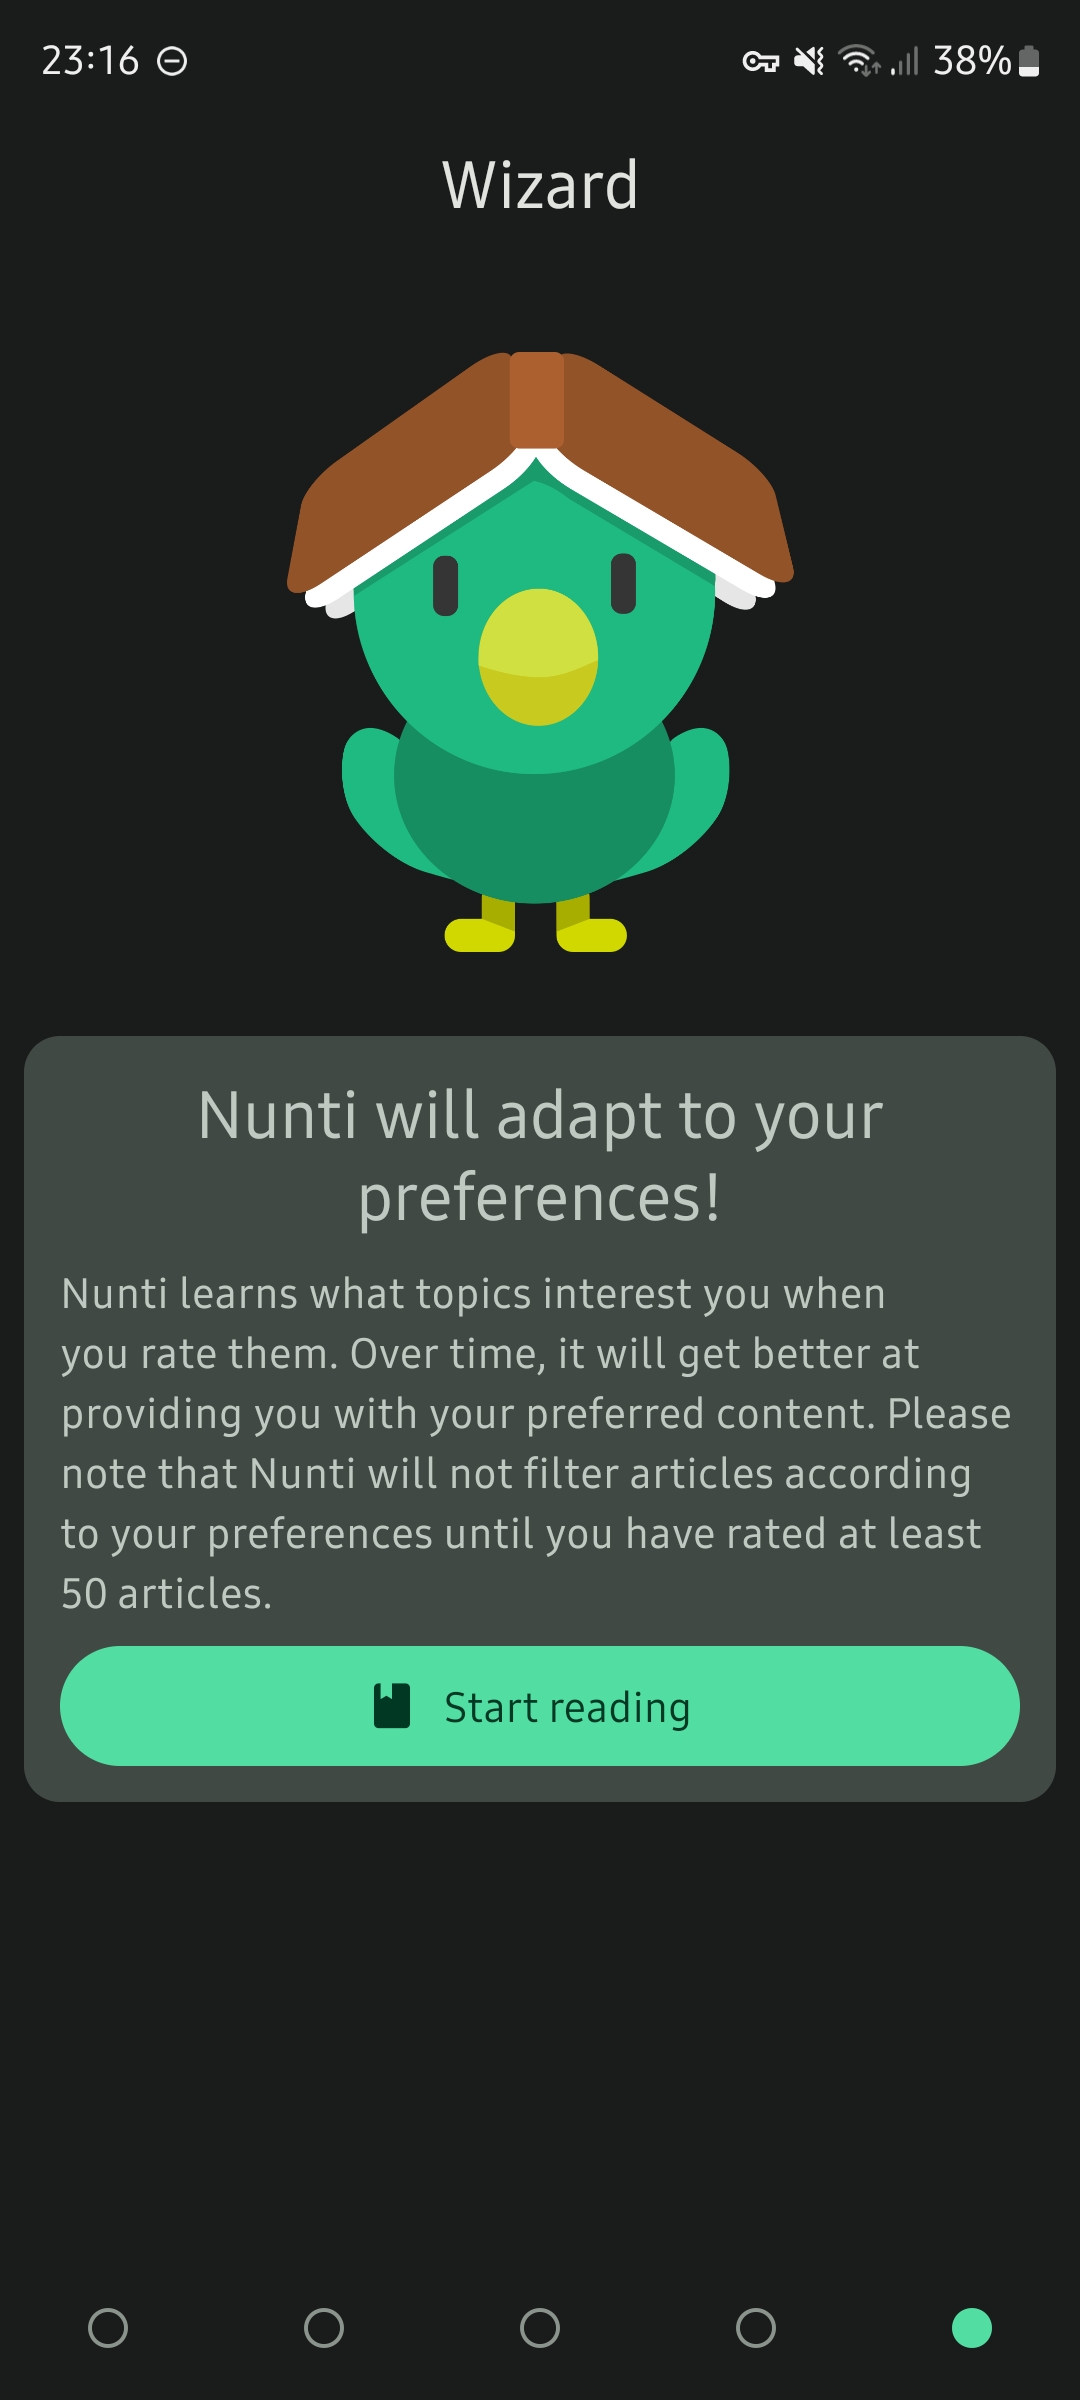 23:16
38%
Wizard
Nunti will adapt to your
preferences!
Nunti learns what topics interest you when
you rate them. Over time, it will get better at
providing you with your preferred content. Please
note that Nunti will not filter articles according
to your preferences until you have rated at least
50 articles.
Start reading